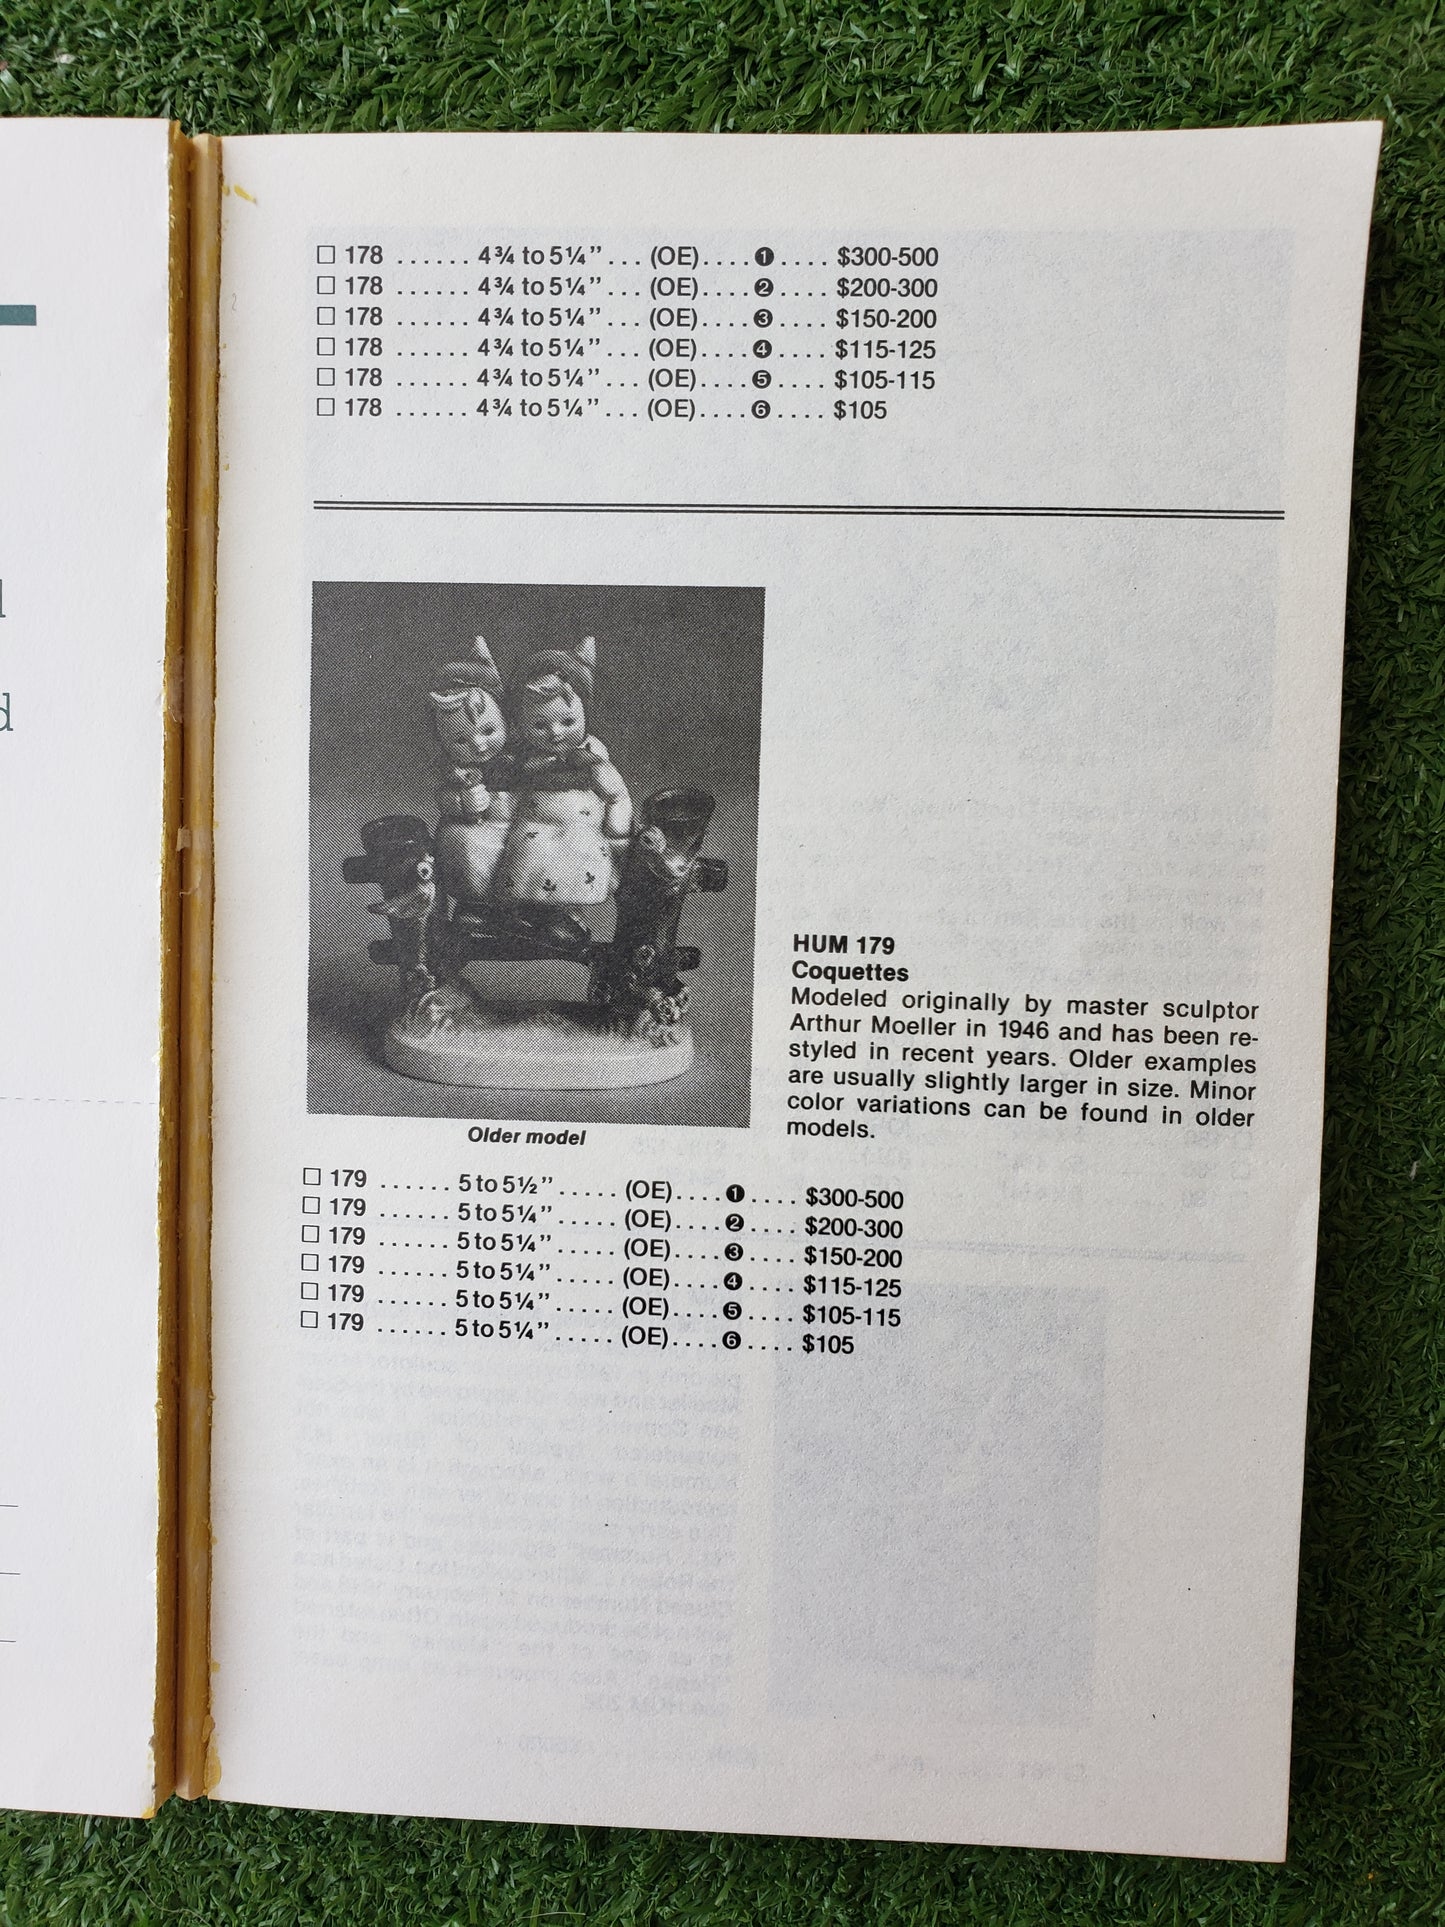 ☐ 178 ...... 4¾ to 5¼" ... (OE) .... ❶ .... $300-500
☐ 178 ...... 4¾ to 5¼" ... (OE) .... ❷ .... $200-300
☐ 178 ...... 4¾ to 5¼" ... (OE) .... ❸ .... $150-200
☐ 178 ...... 4¾ to 5¼" ... (OE) .... ❹ .... $115-125
☐ 178 ...... 4¾ to 5¼" ... (OE) .... ❺ .... $105-115
☐ 178 ...... 4¾ to 5¼" ... (OE) .... ❻ .... $105
HUM 179
Coquettes
Modeled originally by master sculptor
Arthur Moeller in 1946 and has been re-
styled in recent years. Older examples
are usually slightly larger in size. Minor
color variations can be found in older
models.
Older model
☐ 179 ...... 5 to 5½" ..... (OE) .... ❶ .... $300-500
☐ 179 ...... 5 to 5¼" ..... (OE) .... ❷ .... $200-300
☐ 179 ...... 5 to 5¼" ..... (OE) .... ❸ .... $150-200
☐ 179 ...... 5 to 5¼" ..... (OE) .... ❹ .... $115-125
☐ 179 ...... 5 to 5¼" ..... (OE) .... ❺ .... $105-115
☐ 179 ...... 5 to 5¼" ..... (OE) .... ❻ .... $105